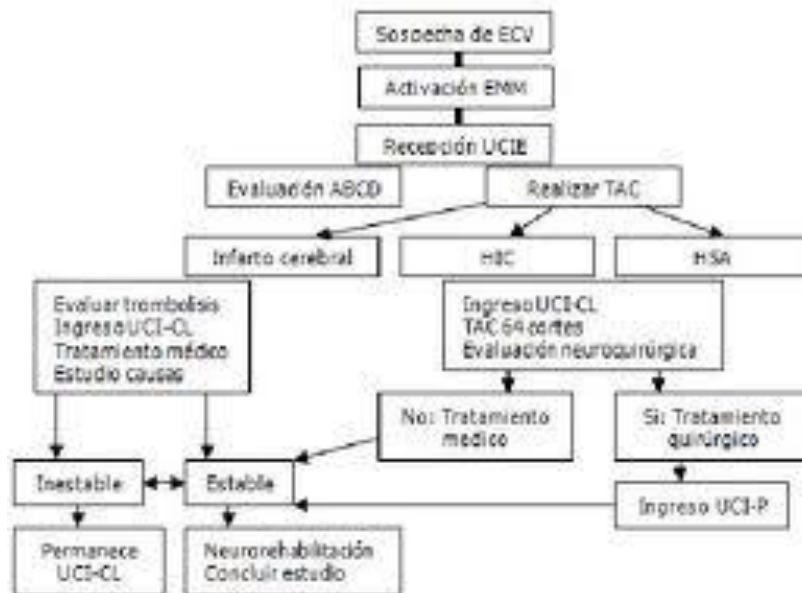 Sospecha de ECV
Activación EMM
Recepción UCIE
Evaluación ABCD
Realizar TAC
Infarto cerebral
HIC
HSA
Evaluar trombolisis
Ingreso UCI-CL
Tratamiento médico
Estudio causas
Ingreso UCI-CL
TAC 64 cortes
Evaluación neuroquirúrgica
No: Tratamiento
medico
Si: Tratamiento
quirúrgico
Inestable
Estable
Ingreso UCI-P
Permanece
UCI-CL
Neurorehabilitación
Concluir estudio